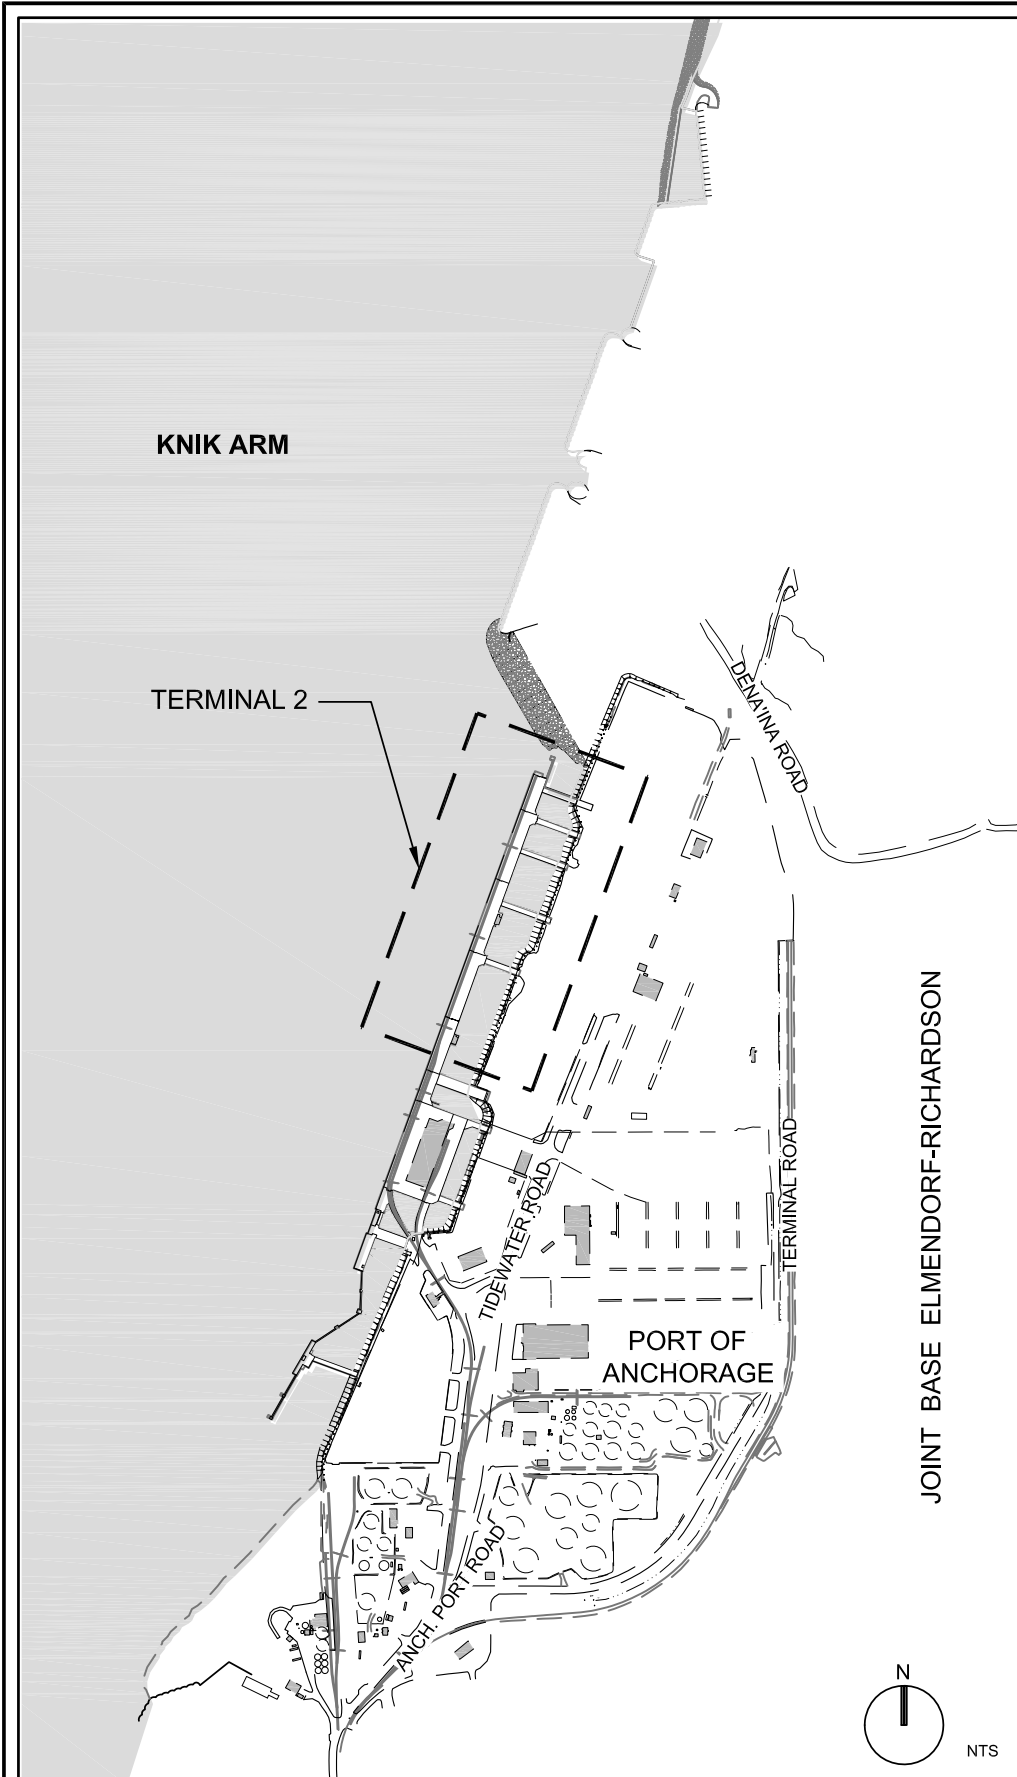 KNIK ARM
TERMINAL 2
DENA'INA ROAD
JOINT BASE ELMENDORF-RICHARDSON
TERMINAL ROAD
TIDEWATER ROAD
PORT OF
ANCHORAGE
ANCH. PORT ROAD
N
NTS